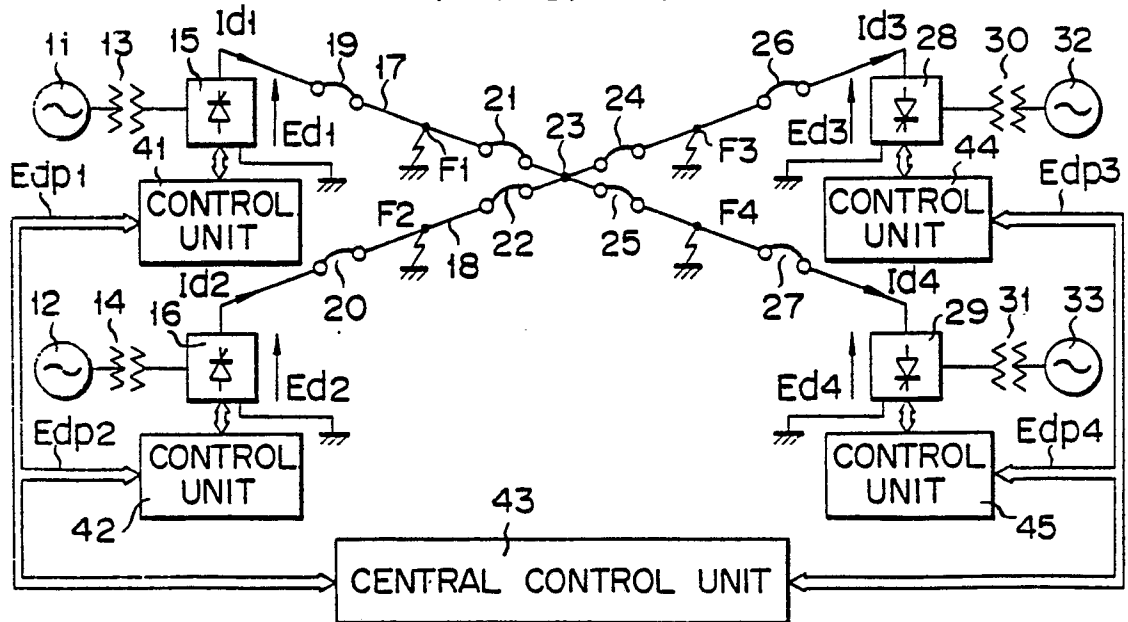 11 13 15 Id1 19 17 21 24 26 Id3 28 30 32
Ed1 F1 23 F3 Ed3
Edp1 41 CONTROL UNIT
44 CONTROL UNIT Edp3
F2 18 22 25 F4
Id2 20 27 Id4
12 14 16 Ed2
Ed4 29 31 33
Edp2 CONTROL UNIT 42
CONTROL UNIT 45 Edp4
43
CENTRAL CONTROL UNIT